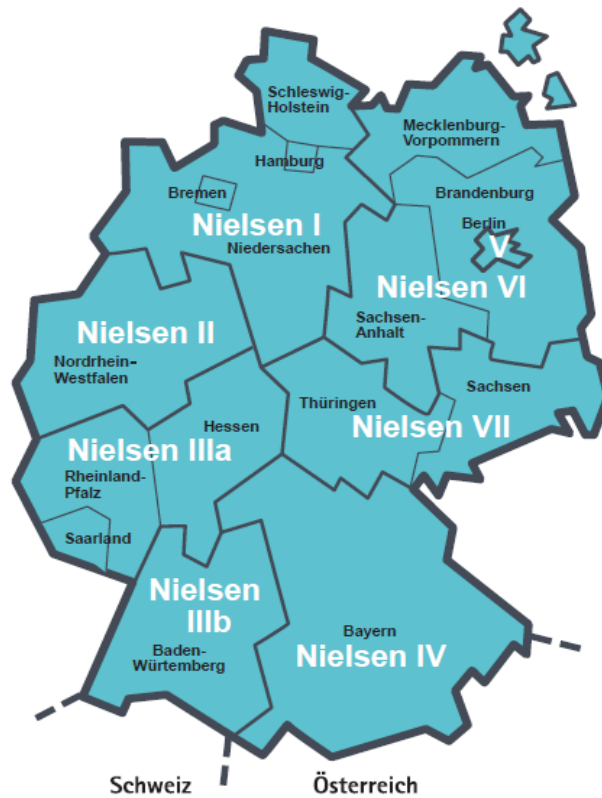 Schleswig-
Holstein
Mecklenburg-
Vorpommern
Hamburg
Bremen
Brandenburg
Nielsen I
Berlin
Niedersachen
V
Nielsen VI
Nielsen II
Sachsen-
Anhalt
Nordrhein-
Westfalen
Sachsen
Thüringen
Hessen
Nielsen VII
Nielsen IIIa
Rheinland-
Pfalz
Saarland
Nielsen
IIIb
Bayern
Baden-
Würtemberg
Nielsen IV
Schweiz
Österreich